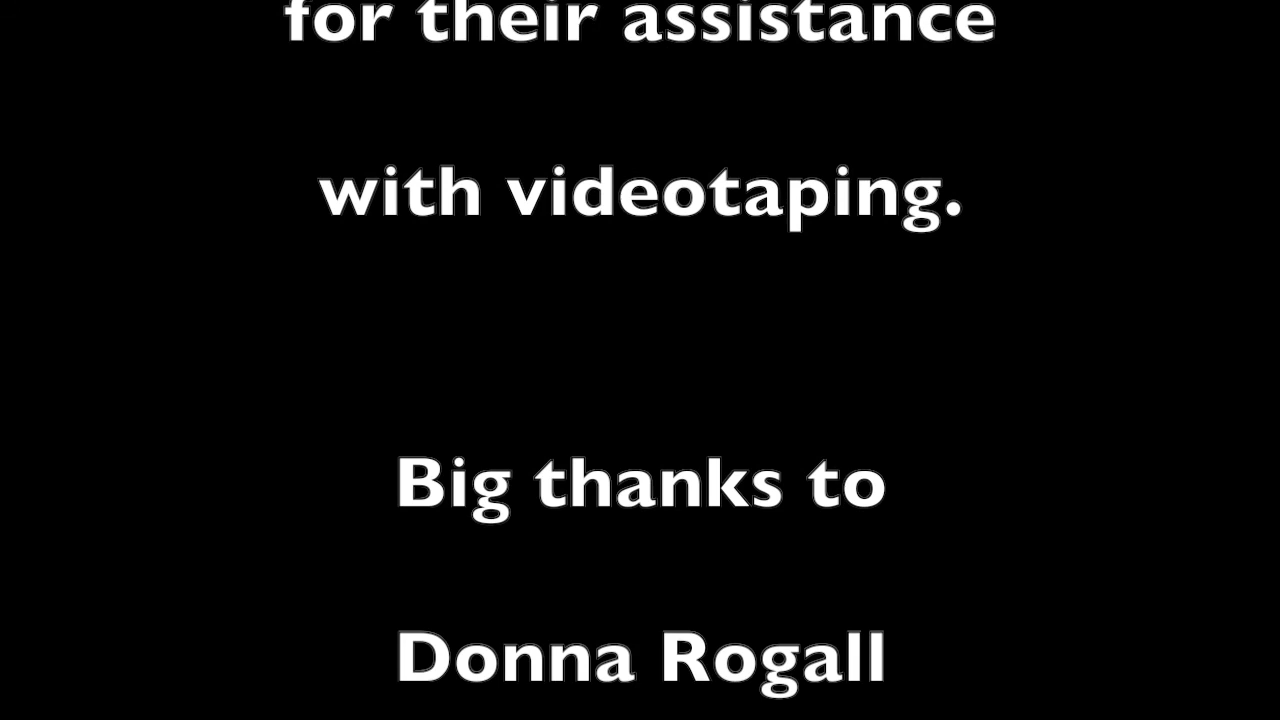 for their assistance
with videotaping.
Big thanks to
Donna Rogall